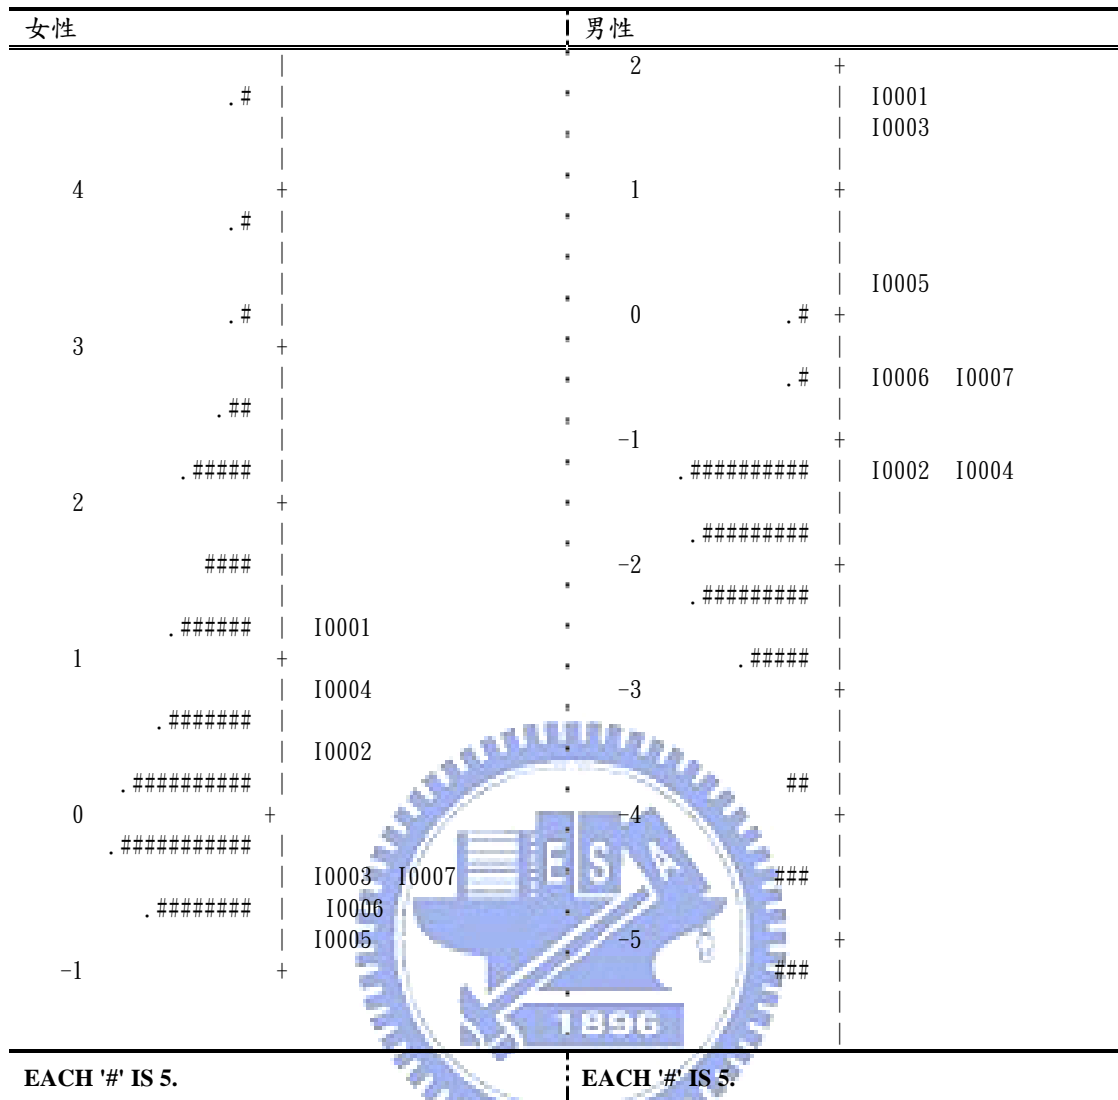 女性 男性
| 2 +
.# | | I0001
| | I0003
| |
4 + 1 +
.# | |
| |
| | I0005
.# | 0 .# +
3 + |
| .# | I0006 I0007
.## | |
| -1 +
.##### | .########## | I0002 I0004
2 + |
| .######### |
#### | -2 +
| .######### |
.###### | I0001 |
1 + .##### |
| I0004 -3 +
.####### | |
| I0002 |
.########## | ## |
0 + -4 +
.########### | |
| I0003 I0007 ### |
.######## | I0006 |
| I0005 -5 +
-1 + ### |
|
|
E S A
1896
EACH '#' IS 5. EACH '#' IS 5.